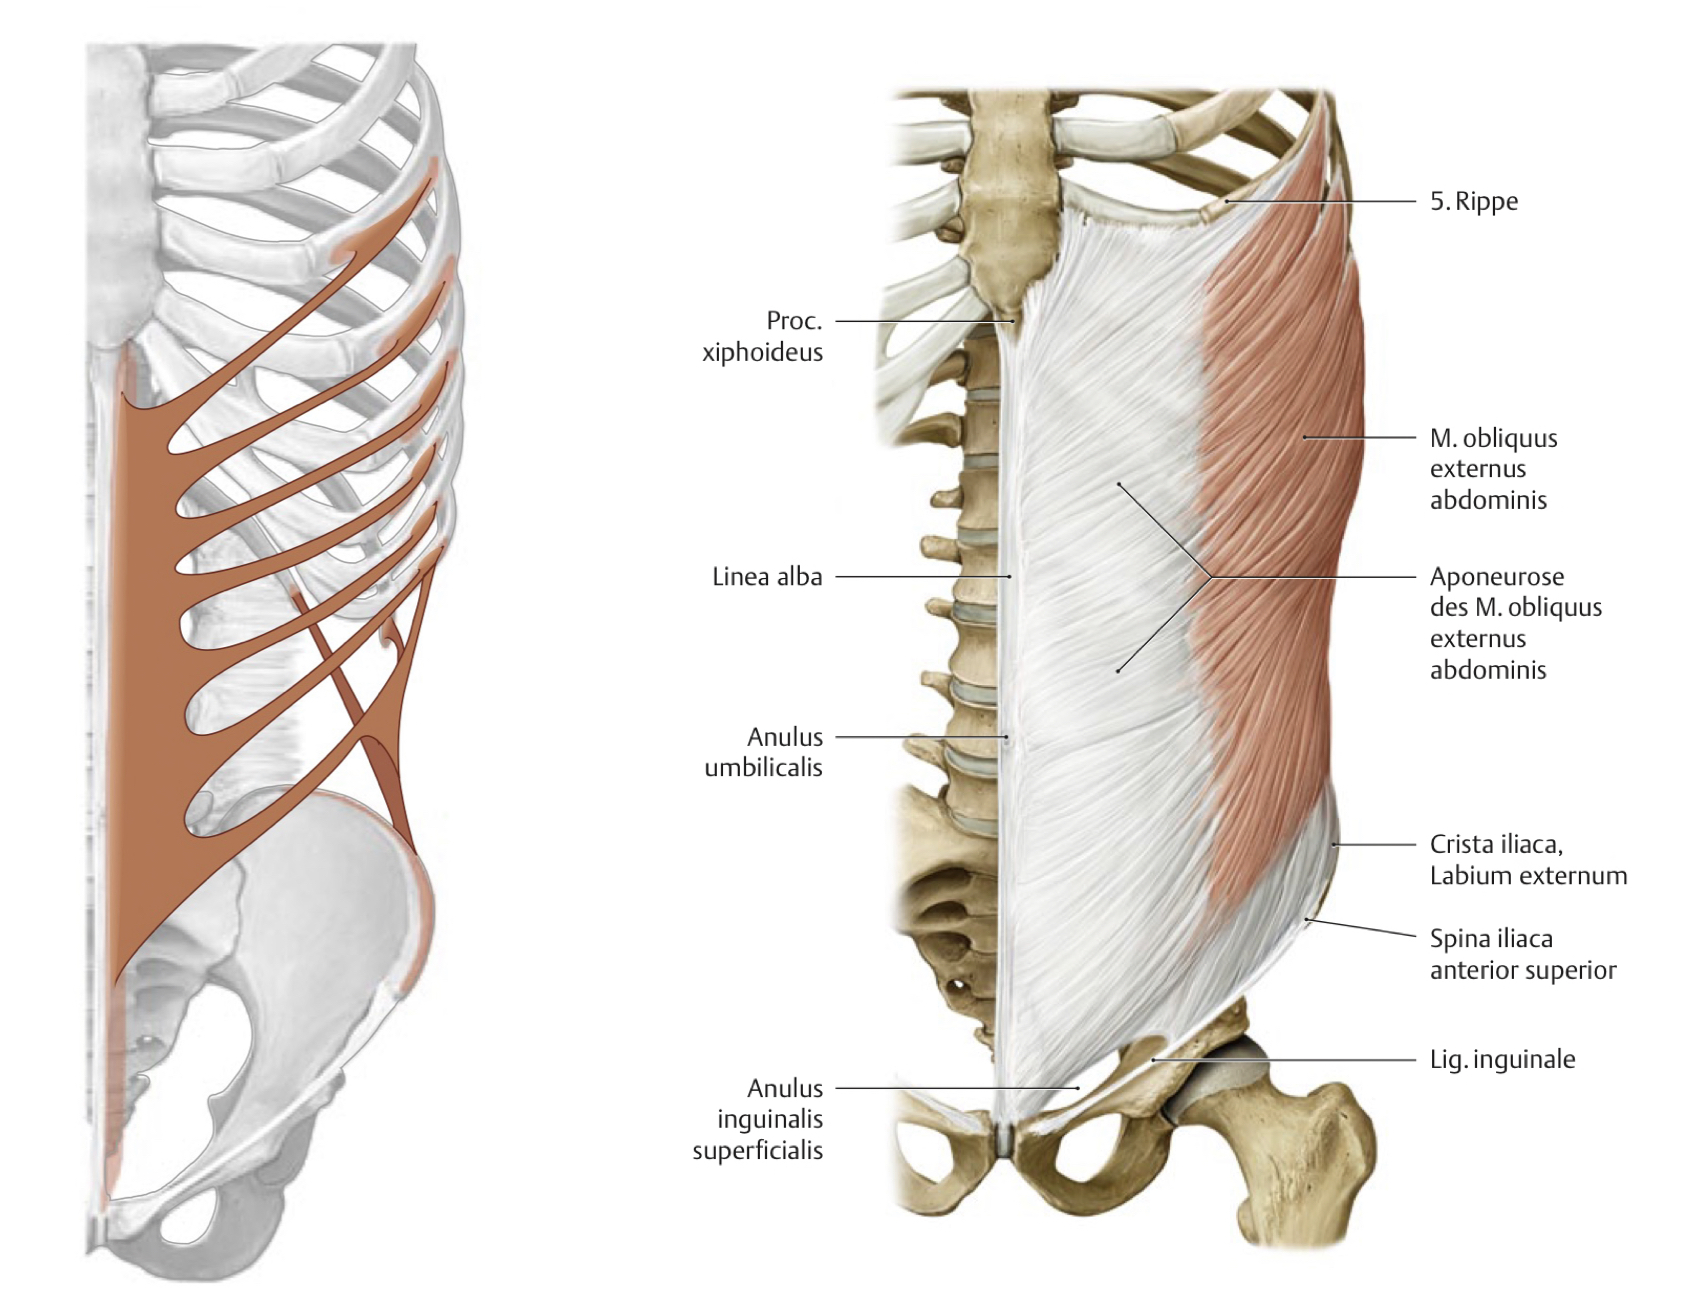 5. Rippe
Proc.
xiphoideus
M. obliquus
externus
abdominis
Linea alba
Aponeurose
des M. obliquus
externus
abdominis
Anulus
umbilicalis
Crista iliaca,
Labium externum
Spina iliaca
anterior superior
Lig. inguinale
Anulus
inguinalis
superficialis